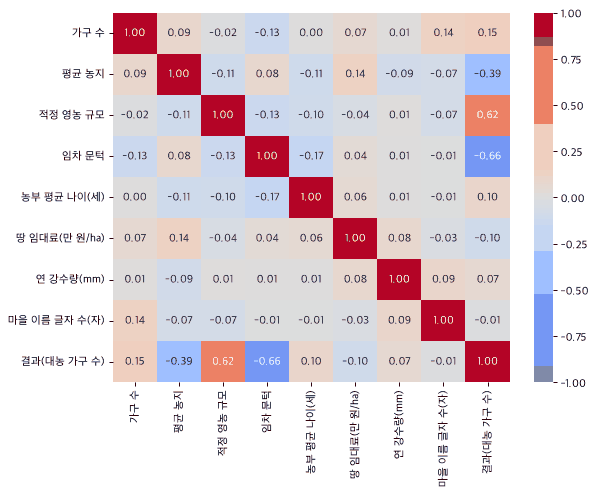 가구 수 1.00 0.09 -0.02 -0.13 0.00 0.07 0.01 0.14 0.15
평균 농지 0.09 1.00 -0.11 0.08 -0.11 0.14 -0.09 -0.07 -0.39
적정 영농 규모 -0.02 -0.11 1.00 -0.13 -0.10 -0.04 0.01 -0.07 0.62
임차 문턱 -0.13 0.08 -0.13 1.00 -0.17 0.04 0.01 -0.01 -0.66
농부 평균 나이(세) 0.00 -0.11 -0.10 -0.17 1.00 0.06 0.01 -0.01 0.10
땅 임대료(만 원/ha) 0.07 0.14 -0.04 0.04 0.06 1.00 0.08 -0.03 -0.10
연 강수량(mm) 0.01 -0.09 0.01 0.01 0.01 0.08 1.00 0.09 0.07
마을 이름 글자 수(자) 0.14 -0.07 -0.07 -0.01 -0.01 -0.03 0.09 1.00 -0.01
결과(대농 가구 수) 0.15 -0.39 0.62 -0.66 0.10 -0.10 0.07 -0.01 1.00
가구 수
평균 농지
적정 영농 규모
임차 문턱
농부 평균 나이(세)
땅 임대료(만 원/ha)
연 강수량(mm)
마을 이름 글자 수(자)
결과(대농 가구 수)
1.00
0.75
0.50
0.25
0.00
-0.25
-0.50
-0.75
-1.00